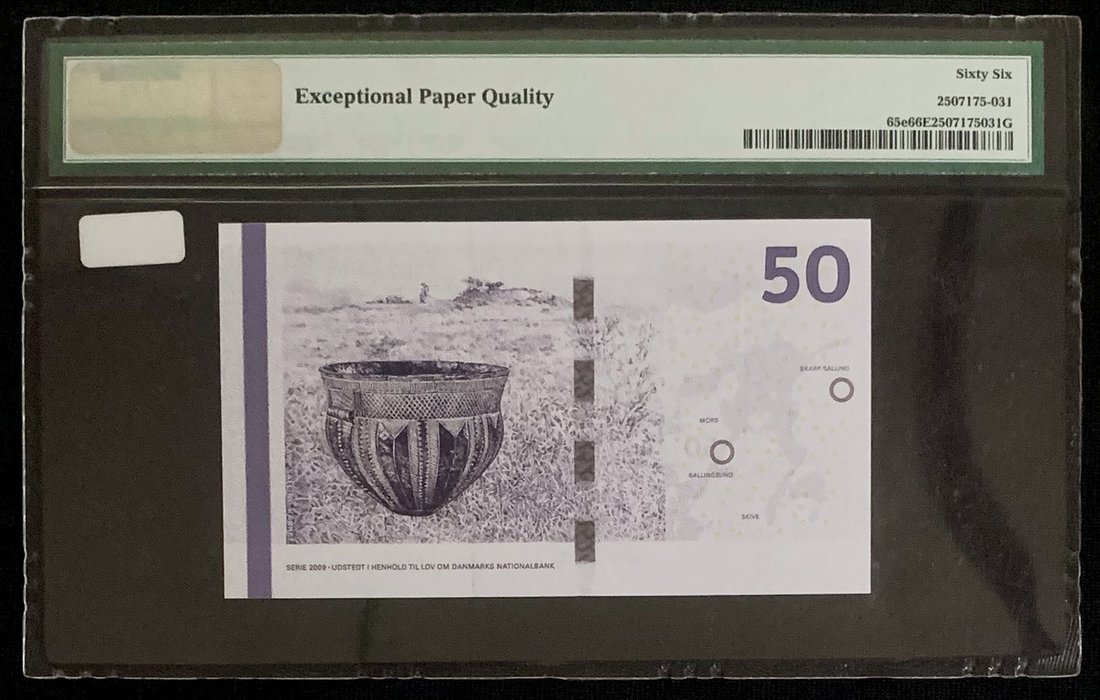 Exceptional Paper Quality
Sixty Six
2507175-031
65e66E2507175031G
50
SKARP SALLING
MORS
SALLINGSUND
SKIVE
SERIE 2009 · UDSTEDT I HENHOLD TIL LOV OM DANMARKS NATIONALBANK